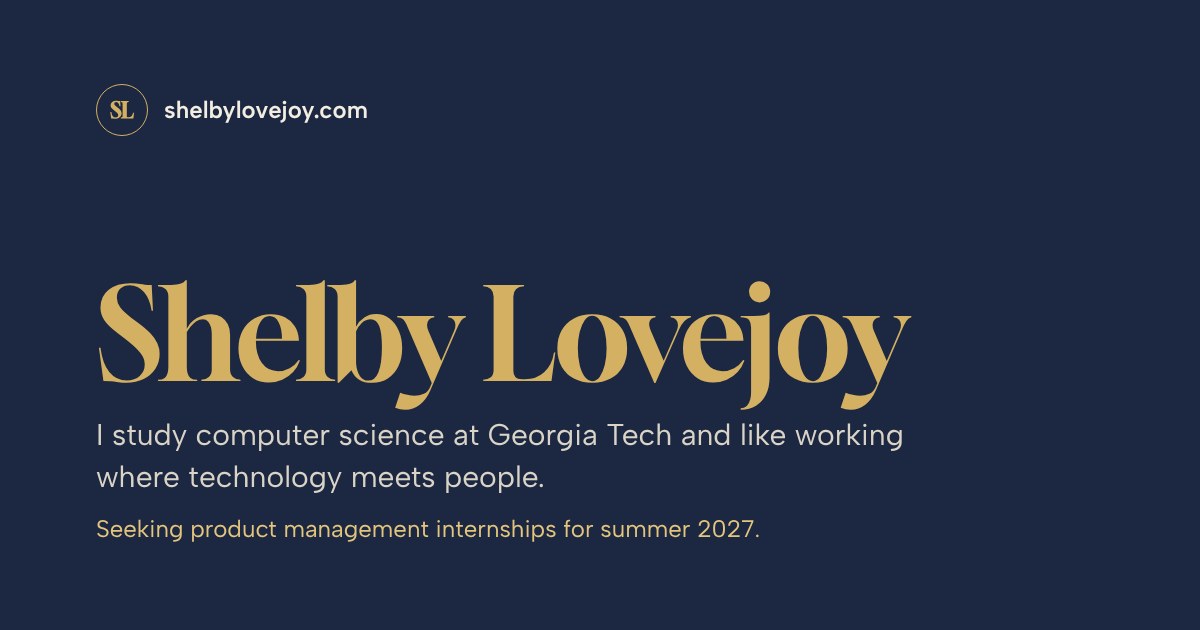 SL shelbylovejoy.com
Shelby Lovejoy
I study computer science at Georgia Tech and like working
where technology meets people.
Seeking product management internships for summer 2027.